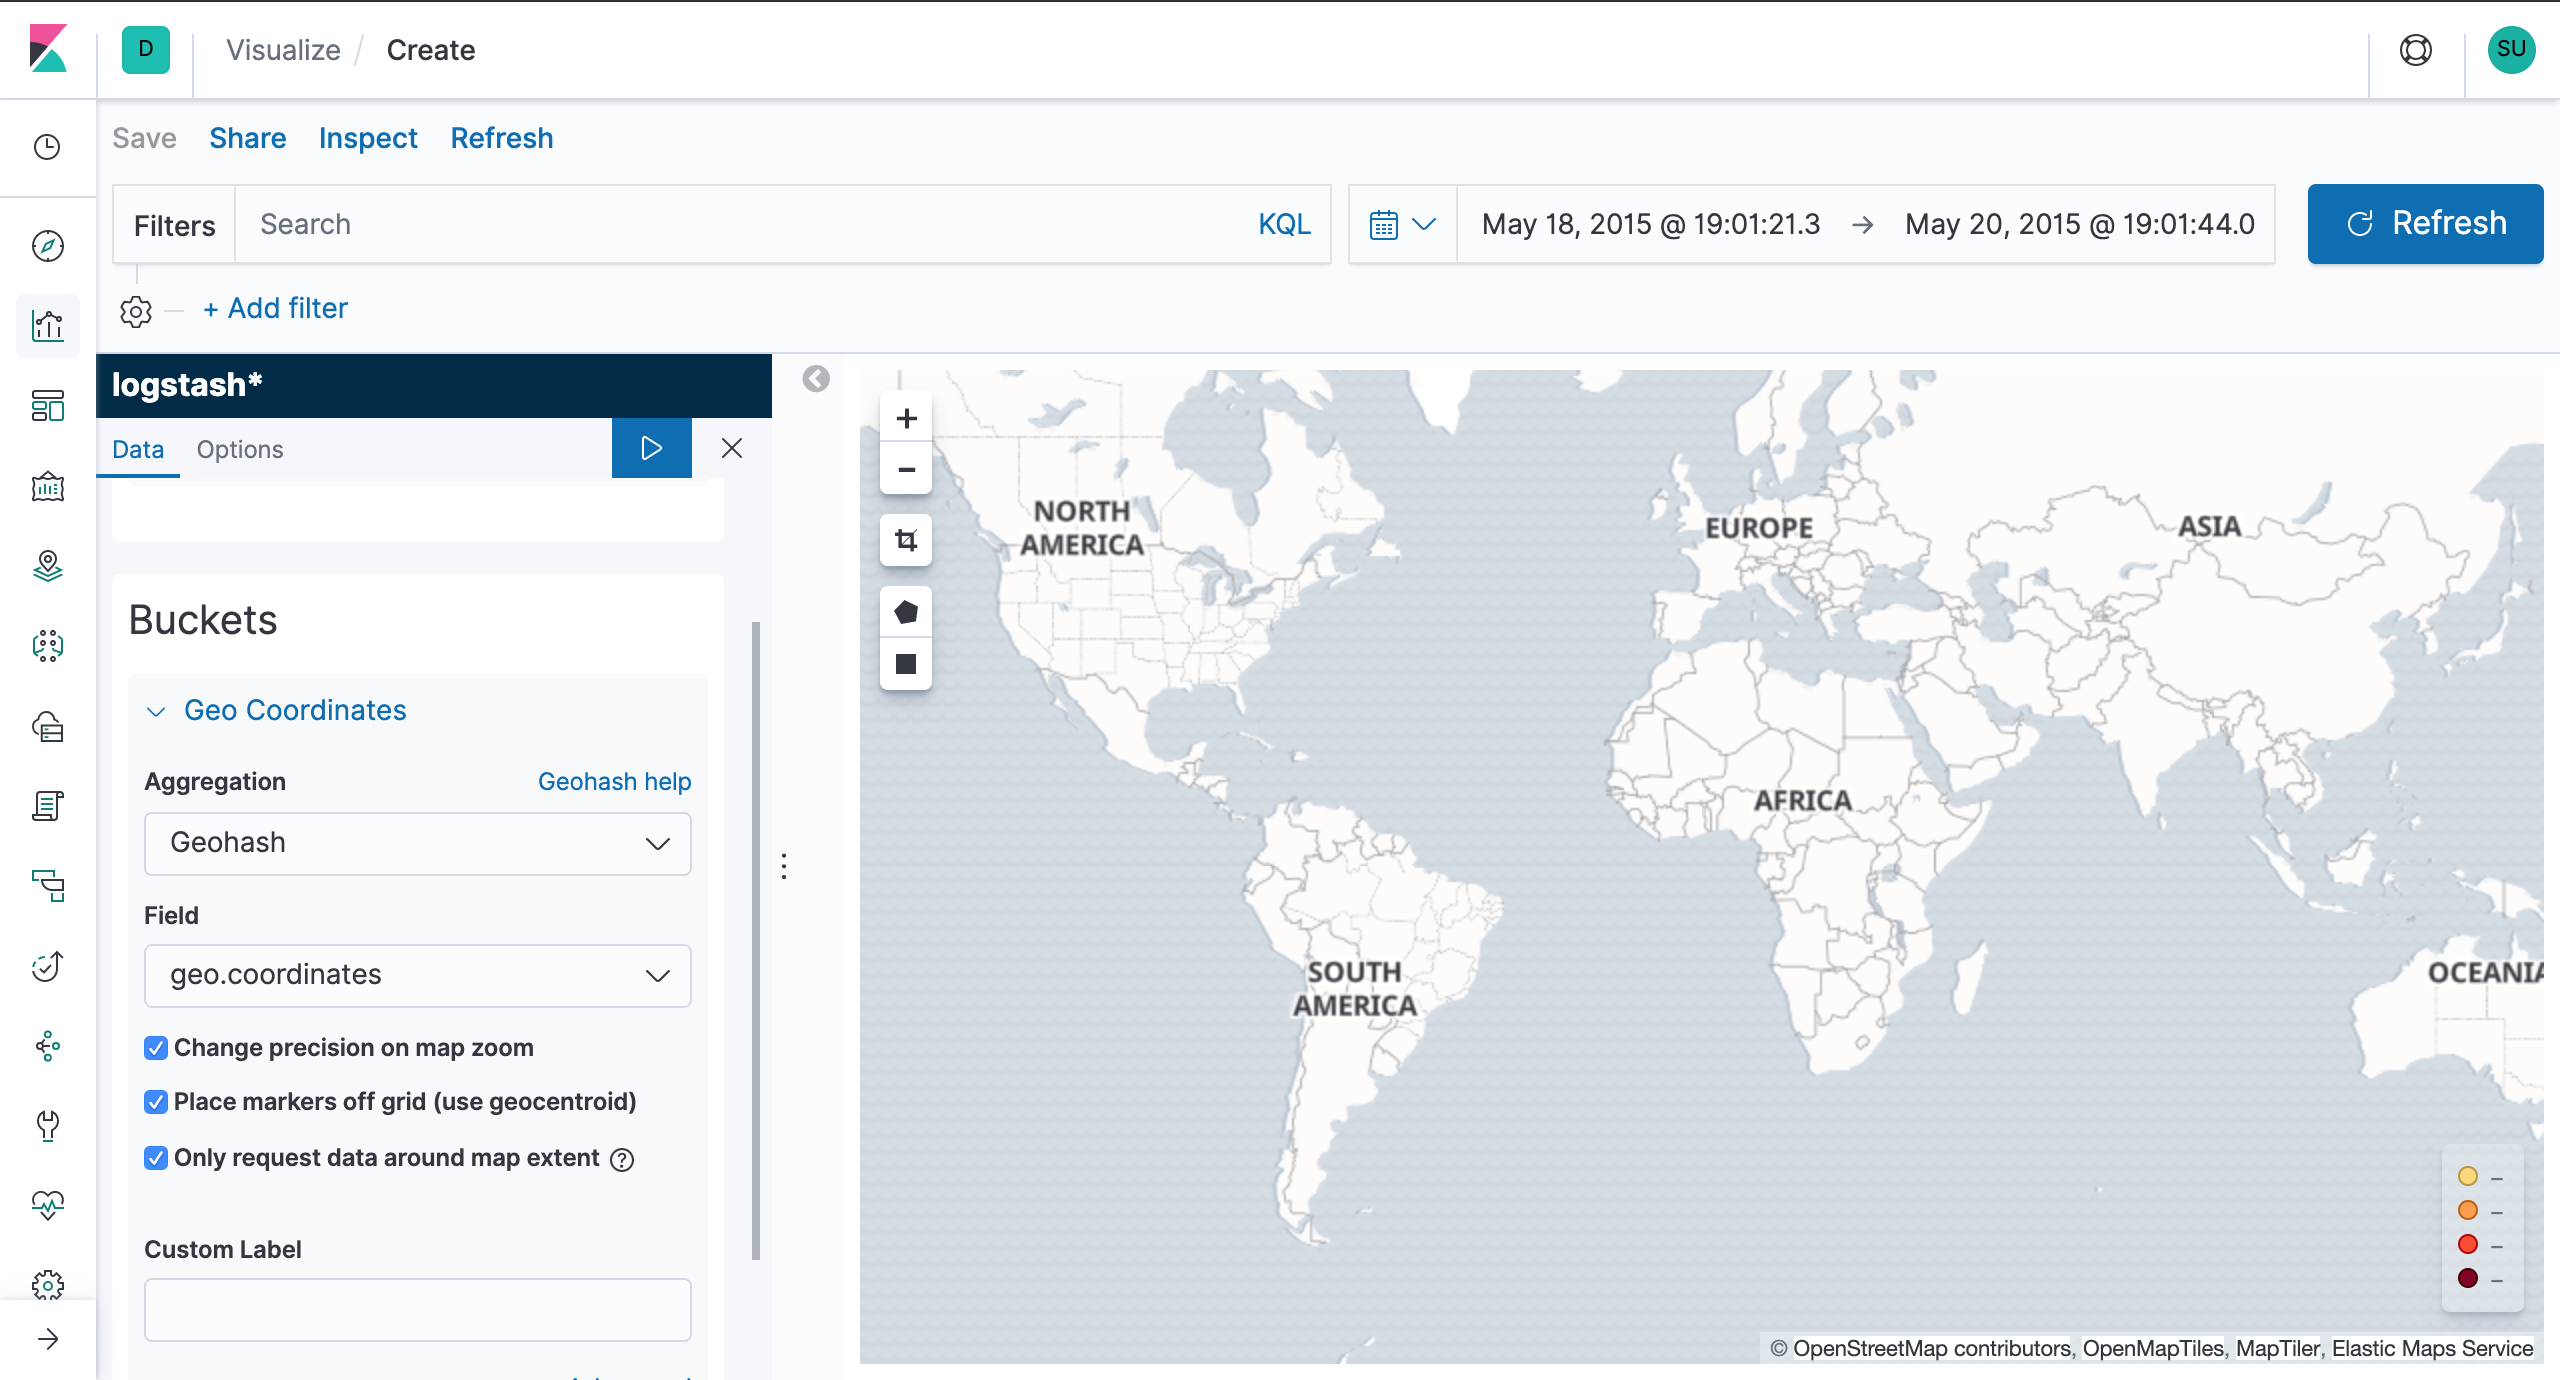 D
Visualize / Create
SU
Save Share Inspect Refresh
Filters Search KQL
May 18, 2015 @ 19:01:21.3 → May 20, 2015 @ 19:01:44.0
Refresh
+ Add filter
logstash*
Data Options
Buckets
Geo Coordinates
Aggregation Geohash help
Geohash
Field
geo.coordinates
Change precision on map zoom
Place markers off grid (use geocentroid)
Only request data around map extent
Custom Label
NORTH
AMERICA
EUROPE
ASIA
AFRICA
SOUTH
AMERICA
OCEANIA
–
–
–
–
© OpenStreetMap contributors, OpenMapTiles, MapTiler, Elastic Maps Service